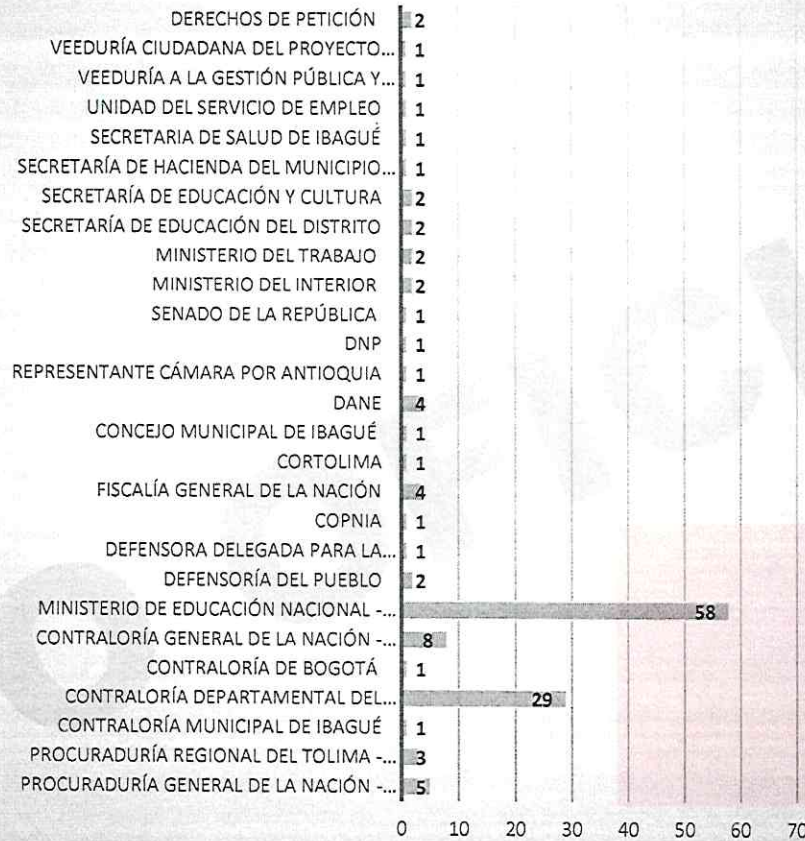 DERECHOS DE PETICIÓN 2
VEEDURÍA CIUDADANA DEL PROYECTO... 1
VEEDURÍA A LA GESTIÓN PÚBLICA Y... 1
UNIDAD DEL SERVICIO DE EMPLEO 1
SECRETARIA DE SALUD DE IBAGUÉ 1
SECRETARÍA DE HACIENDA DEL MUNICIPIO... 1
SECRETARÍA DE EDUCACIÓN Y CULTURA 2
SECRETARÍA DE EDUCACIÓN DEL DISTRITO 2
MINISTERIO DEL TRABAJO 2
MINISTERIO DEL INTERIOR 2
SENADO DE LA REPÚBLICA 1
DNP 1
REPRESENTANTE CÁMARA POR ANTIOQUIA 1
DANE 4
CONCEJO MUNICIPAL DE IBAGUÉ 1
CORTOLIMA 1
FISCALÍA GENERAL DE LA NACIÓN 4
COPNIA 1
DEFENSORA DELEGADA PARA LA... 1
DEFENSORÍA DEL PUEBLO 2
MINISTERIO DE EDUCACIÓN NACIONAL -... 58
CONTRALORÍA GENERAL DE LA NACIÓN -... 8
CONTRALORÍA DE BOGOTÁ 1
CONTRALORÍA DEPARTAMENTAL DEL... 29
CONTRALORÍA MUNICIPAL DE IBAGUÉ 1
PROCURADURÍA REGIONAL DEL TOLIMA -... 3
PROCURADURÍA GENERAL DE LA NACIÓN -... 5
0 10 20 30 40 50 60 70